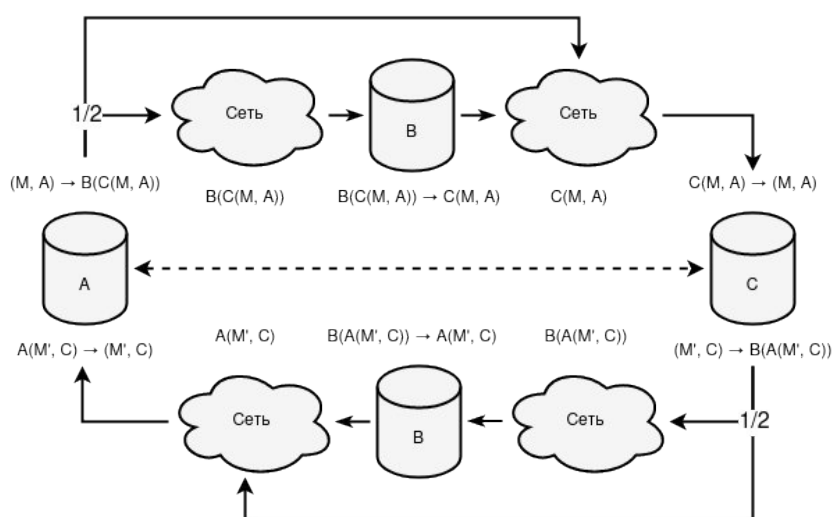 Сеть
B
Сеть
1/2
(M, A) → B(C(M, A))
B(C(M, A))
B(C(M, A)) → C(M, A)
C(M, A)
C(M, A) → (M, A)
A
C
A(M', C) → (M', C)
A(M', C)
B(A(M', C)) → A(M', C)
B(A(M', C))
(M', C) → B(A(M', C))
Сеть
B
Сеть
1/2